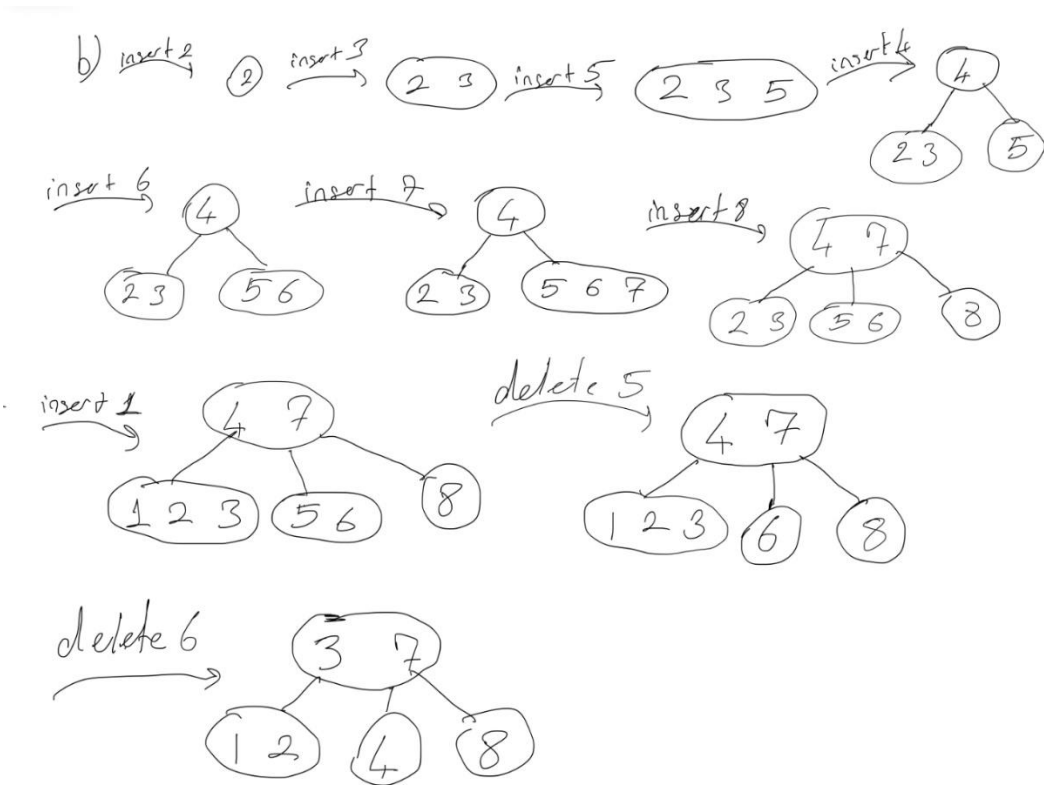 b) insert 2 2 insert 3 2 3 insert 5 2 3 5 insert 4 4
2 3 5
insert 6 4 insert 7 4 insert 8 4 7
2 3 5 6 2 3 5 6 7 2 3 5 6 8
insert 1 4 7 delete 5 4 7
1 2 3 5 6 8 1 2 3 6 8
delete 6 3 7
1 2 4 8